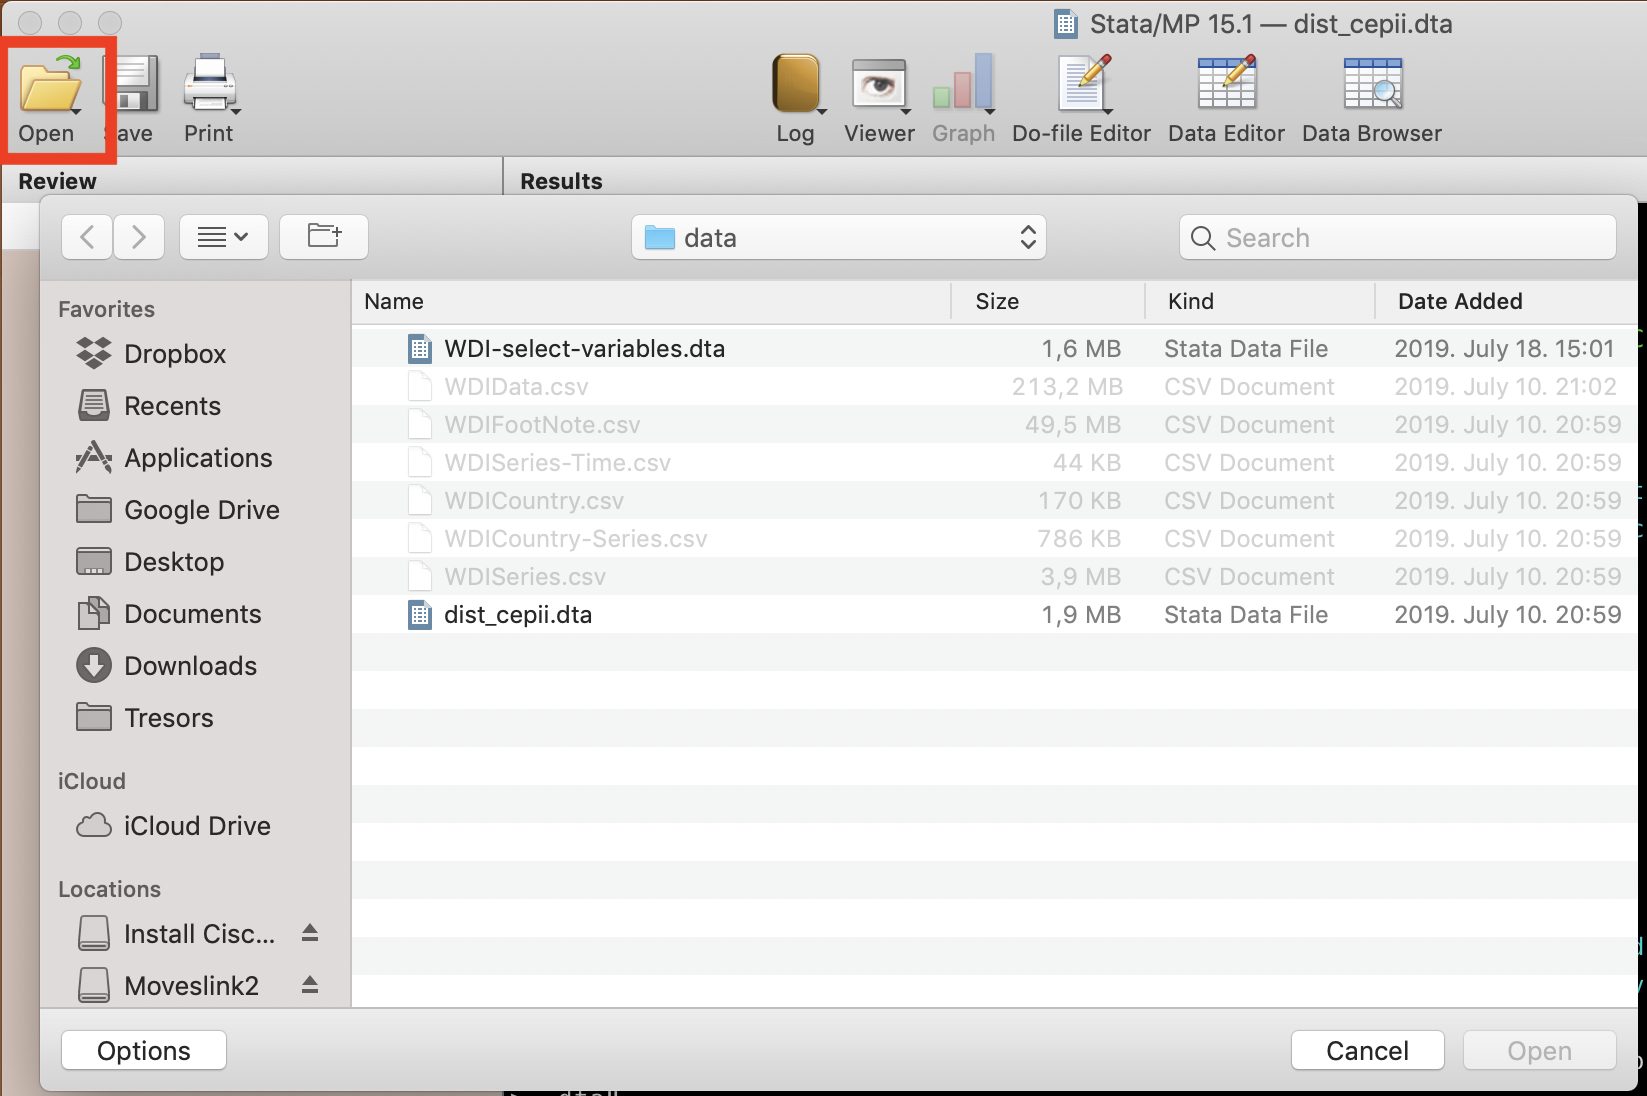 Stata/MP 15.1 — dist_cepii.dta
Open
Print
Log
Viewer
Graph
Do-file Editor
Data Editor
Data Browser
Review
Results
data
Search
Favorites
Dropbox
Recents
Applications
Google Drive
Desktop
Documents
Downloads
Tresors
iCloud
iCloud Drive
Locations
Install Cisc...
Moveslink2
Name Size Kind Date Added
WDI-select-variables.dta 1,6 MB Stata Data File 2019. July 18. 15:01
WDIData.csv 213,2 MB CSV Document 2019. July 10. 21:02
WDIFootNote.csv 49,5 MB CSV Document 2019. July 10. 20:59
WDISeries-Time.csv 44 KB CSV Document 2019. July 10. 20:59
WDICountry.csv 170 KB CSV Document 2019. July 10. 20:59
WDICountry-Series.csv 786 KB CSV Document 2019. July 10. 20:59
WDISeries.csv 3,9 MB CSV Document 2019. July 10. 20:59
dist_cepii.dta 1,9 MB Stata Data File 2019. July 10. 20:59
Options
Cancel
Open